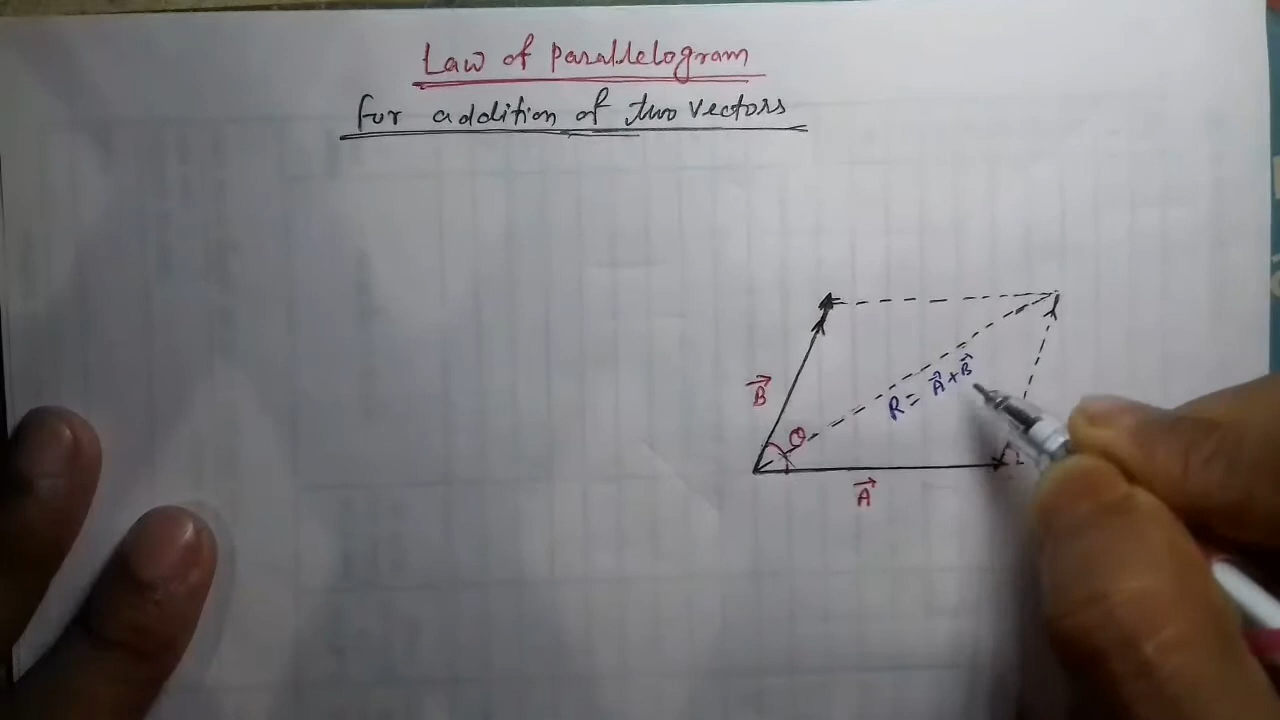 Law of parallelogram
for addition of two vectors
B⃗
θ
R = A⃗ + B⃗
A⃗